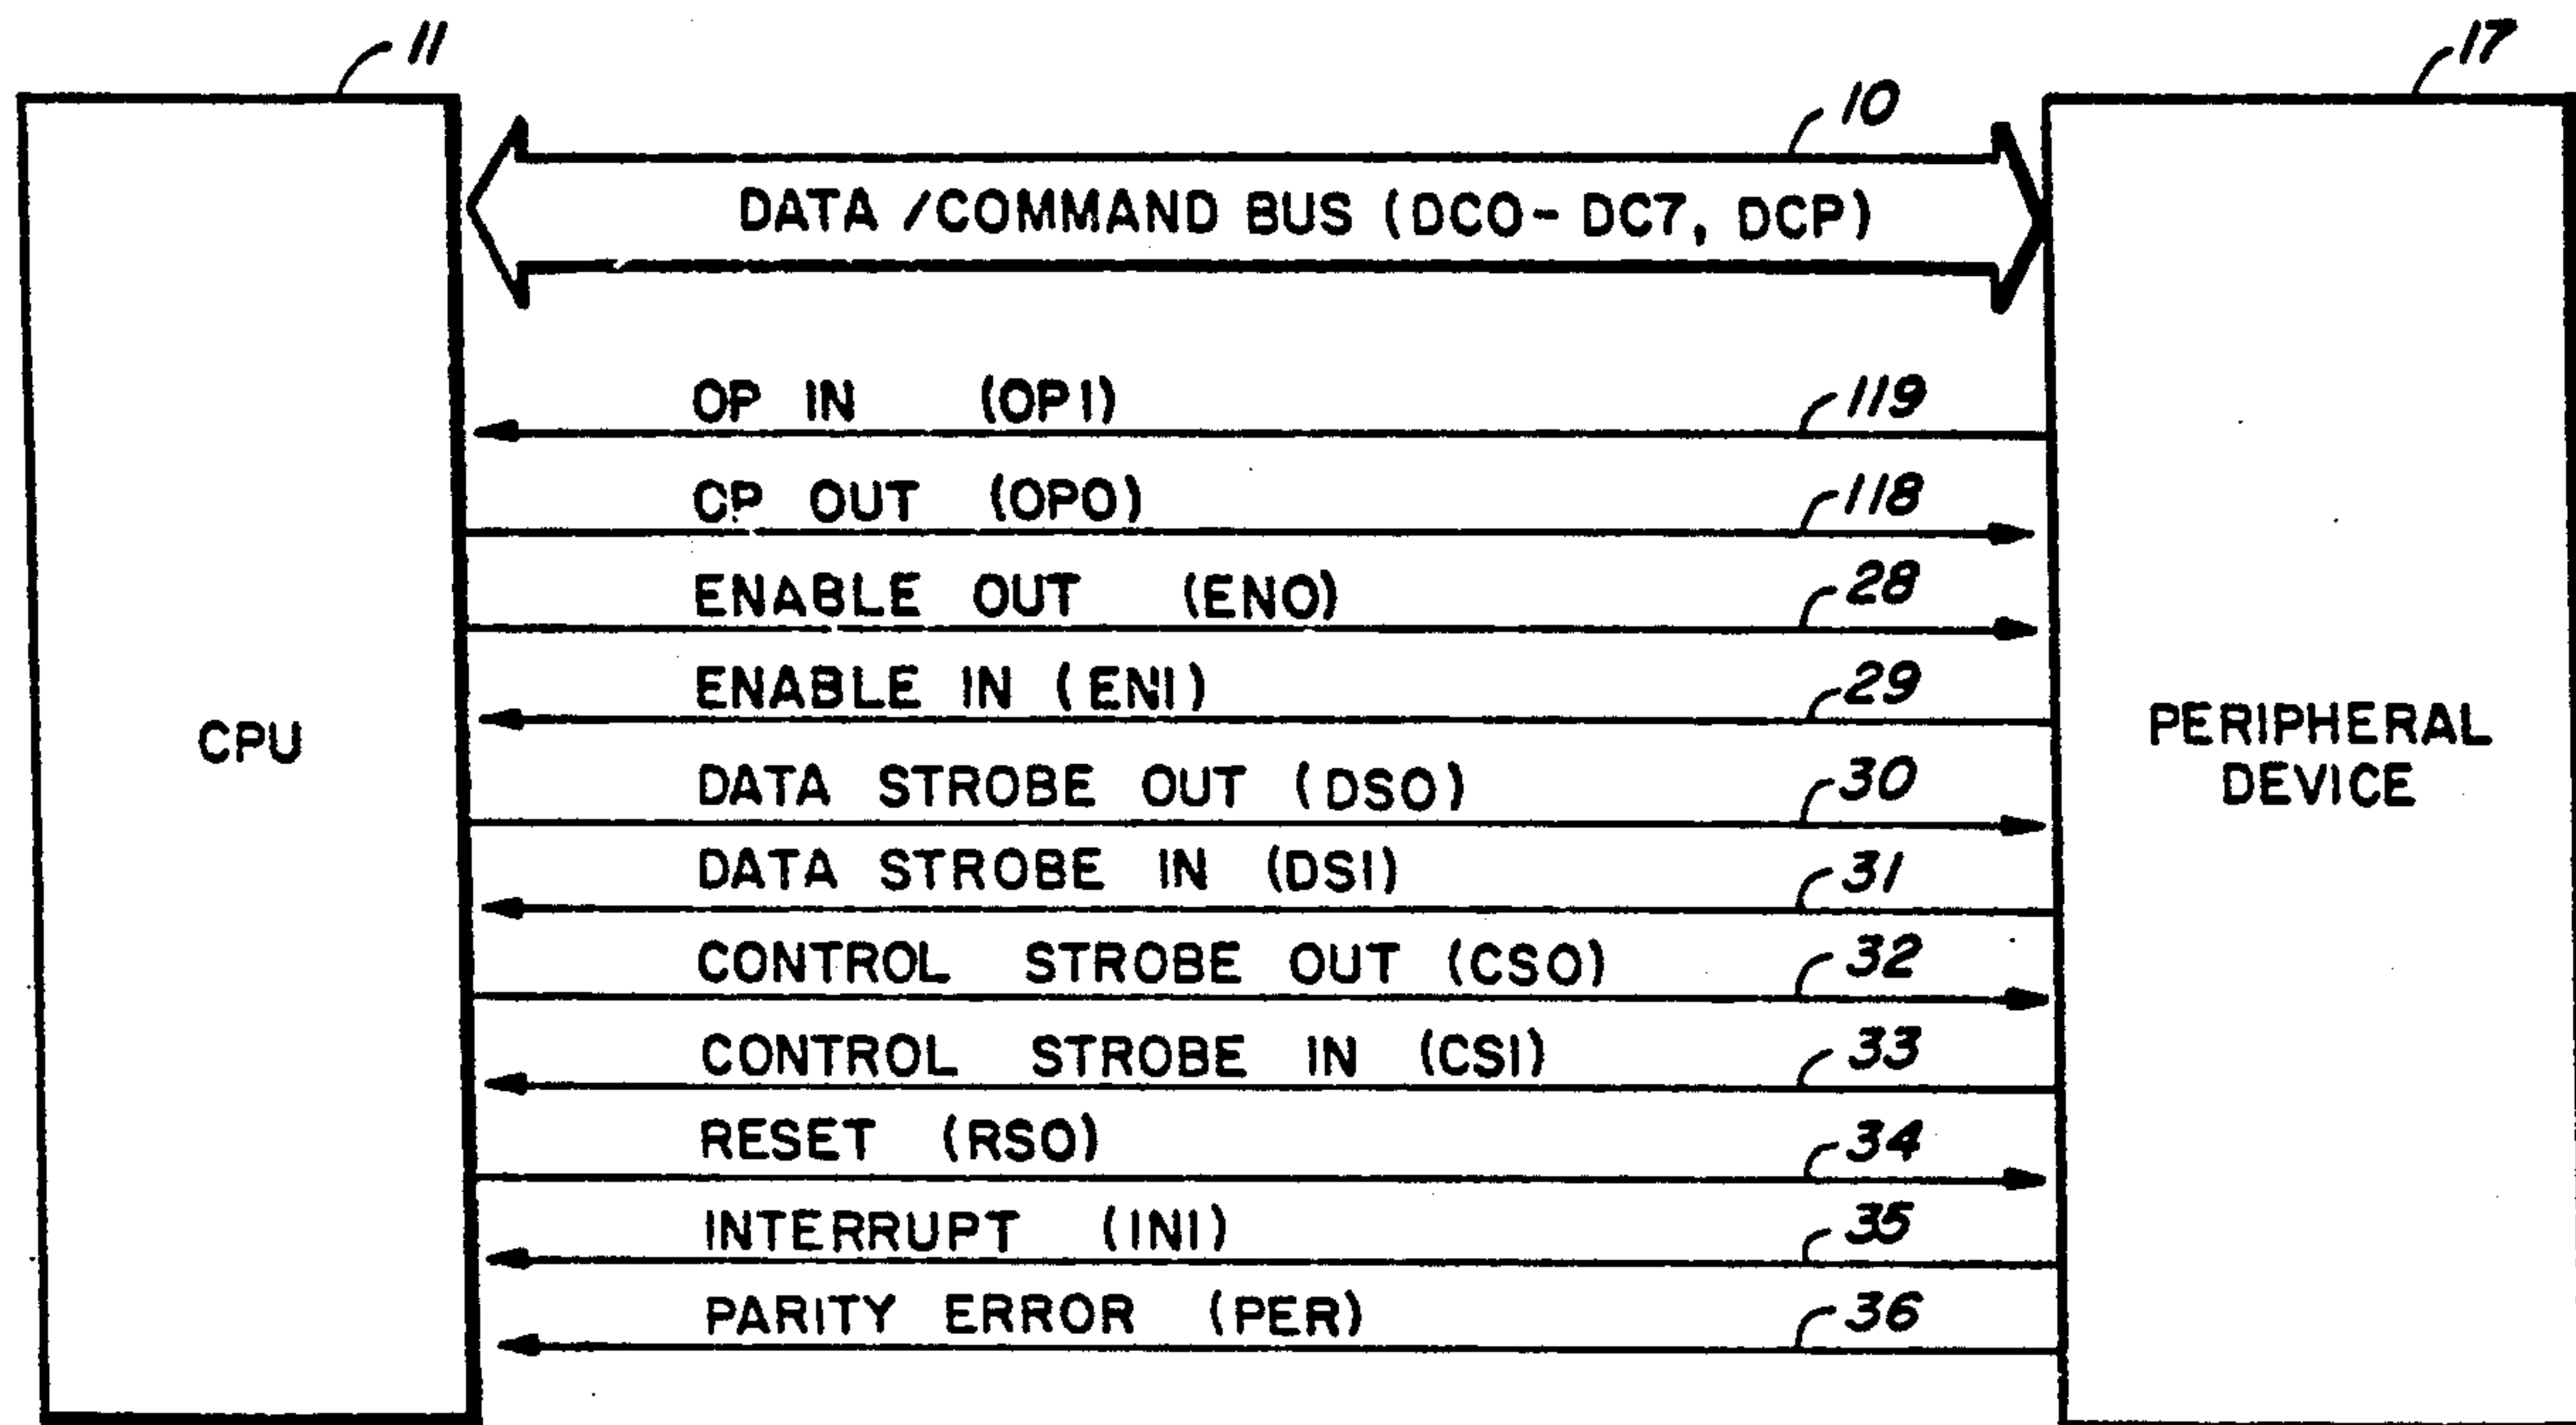 11
17
10
DATA / COMMAND BUS (DC0 - DC7, DCP)
OP IN (OPI)
119
CP OUT (OPO)
118
ENABLE OUT (ENO)
28
ENABLE IN (ENI)
29
CPU
PERIPHERAL
DEVICE
DATA STROBE OUT (DSO)
30
DATA STROBE IN (DSI)
31
CONTROL STROBE OUT (CSO)
32
CONTROL STROBE IN (CSI)
33
RESET (RSO)
34
INTERRUPT (INI)
35
PARITY ERROR (PER)
36